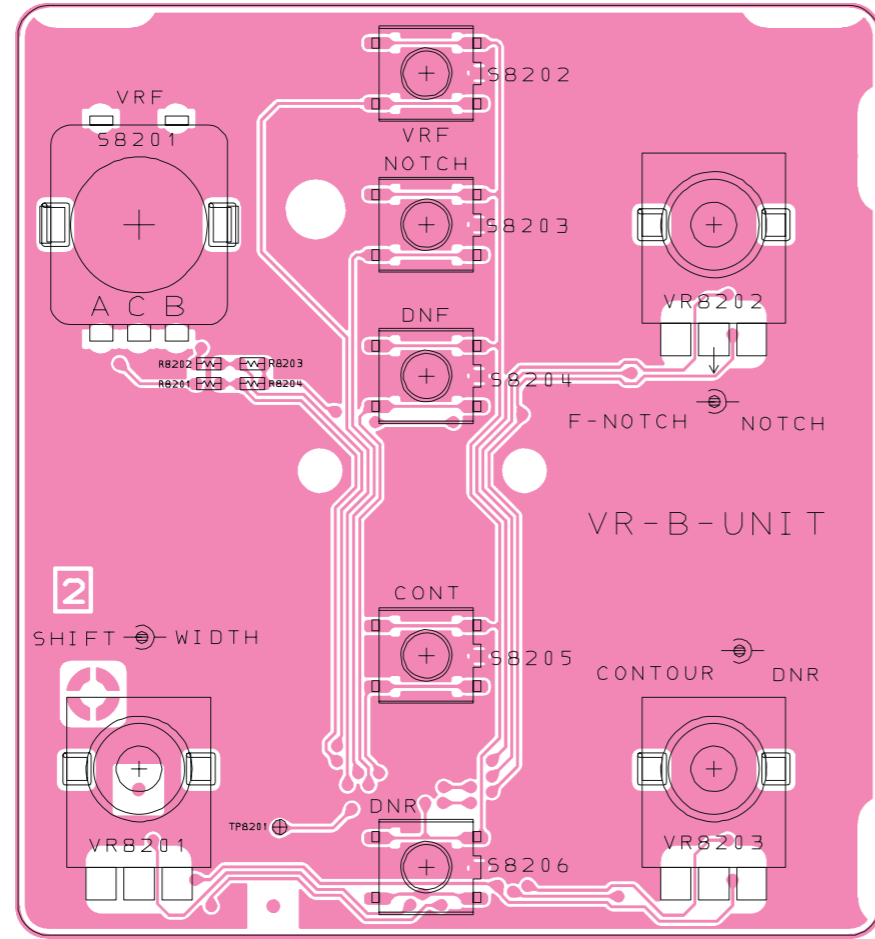 VRF
S8201
A C B
S8202
VRF
NOTCH
S8203
VR8202
DNF
R8202
R8203
R8201
R8204
S8204
F-NOTCH
NOTCH
VR-B-UNIT
2
CONT
SHIFT
WIDTH
S8205
CONTOUR
DNR
DNR
TP8201
VR8201
VR8203
S8206